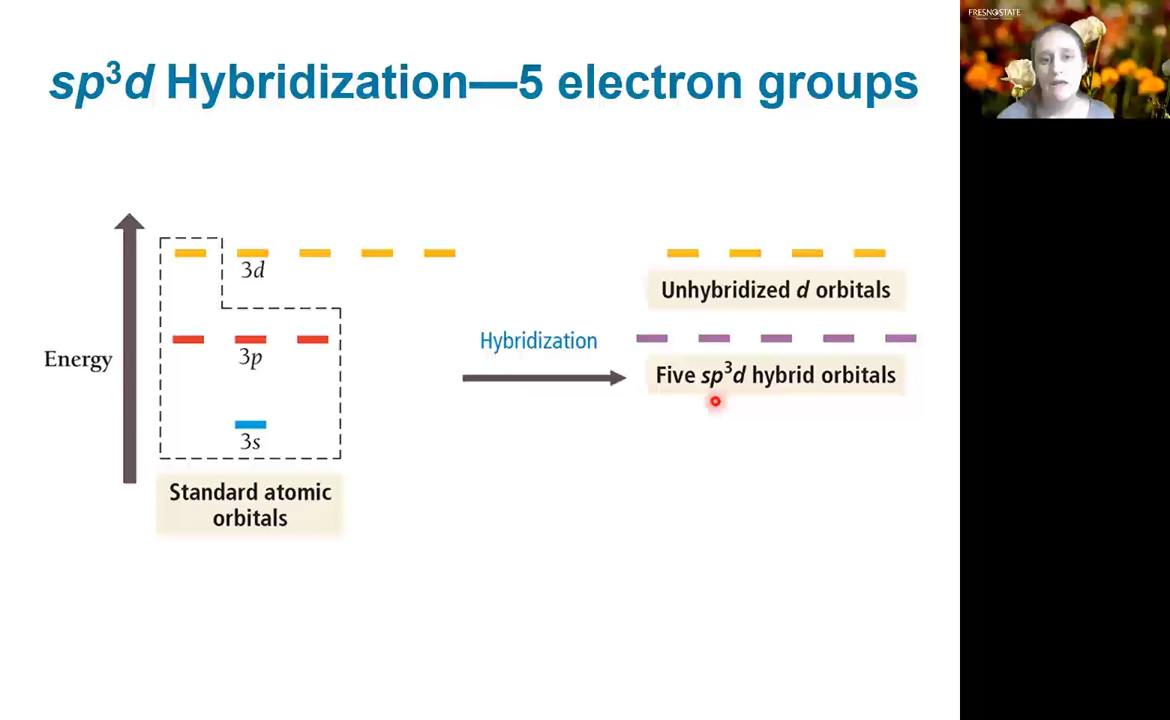 FRESNO STATE
sp³d Hybridization—5 electron groups
3d
Unhybridized d orbitals
Energy
3p
Hybridization
Five sp³d hybrid orbitals
3s
Standard atomic
orbitals